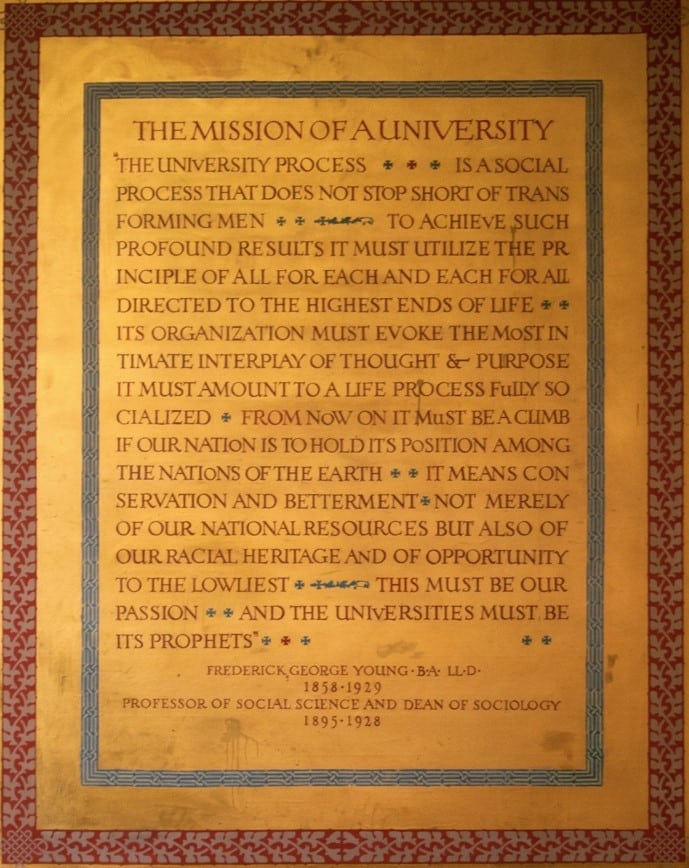 THE MISSION OF A UNIVERSITY
"THE UNIVERSITY PROCESS IS A SOCIAL
PROCESS THAT DOES NOT STOP SHORT OF TRANS
FORMING MEN TO ACHIEVE SUCH
PROFOUND RESULTS IT MUST UTILIZE THE PR
INCIPLE OF ALL FOR EACH AND EACH FOR ALL
DIRECTED TO THE HIGHEST ENDS OF LIFE
ITS ORGANIZATION MUST EVOKE THE MOST IN
TIMATE INTERPLAY OF THOUGHT & PURPOSE
IT MUST AMOUNT TO A LIFE PROCESS FULLY SO
CIALIZED FROM NOW ON IT MUST BE A CLIMB
IF OUR NATION IS TO HOLD ITS POSITION AMONG
THE NATIONS OF THE EARTH IT MEANS CON
SERVATION AND BETTERMENT NOT MERELY
OF OUR NATIONAL RESOURCES BUT ALSO OF
OUR RACIAL HERITAGE AND OF OPPORTUNITY
TO THE LOWLIEST THIS MUST BE OUR
PASSION AND THE UNIVERSITIES MUST BE
ITS PROPHETS"
FREDERICK GEORGE YOUNG·B·A· LL·D·
1858·1929
PROFESSOR OF SOCIAL SCIENCE AND DEAN OF SOCIOLOGY
1895·1928